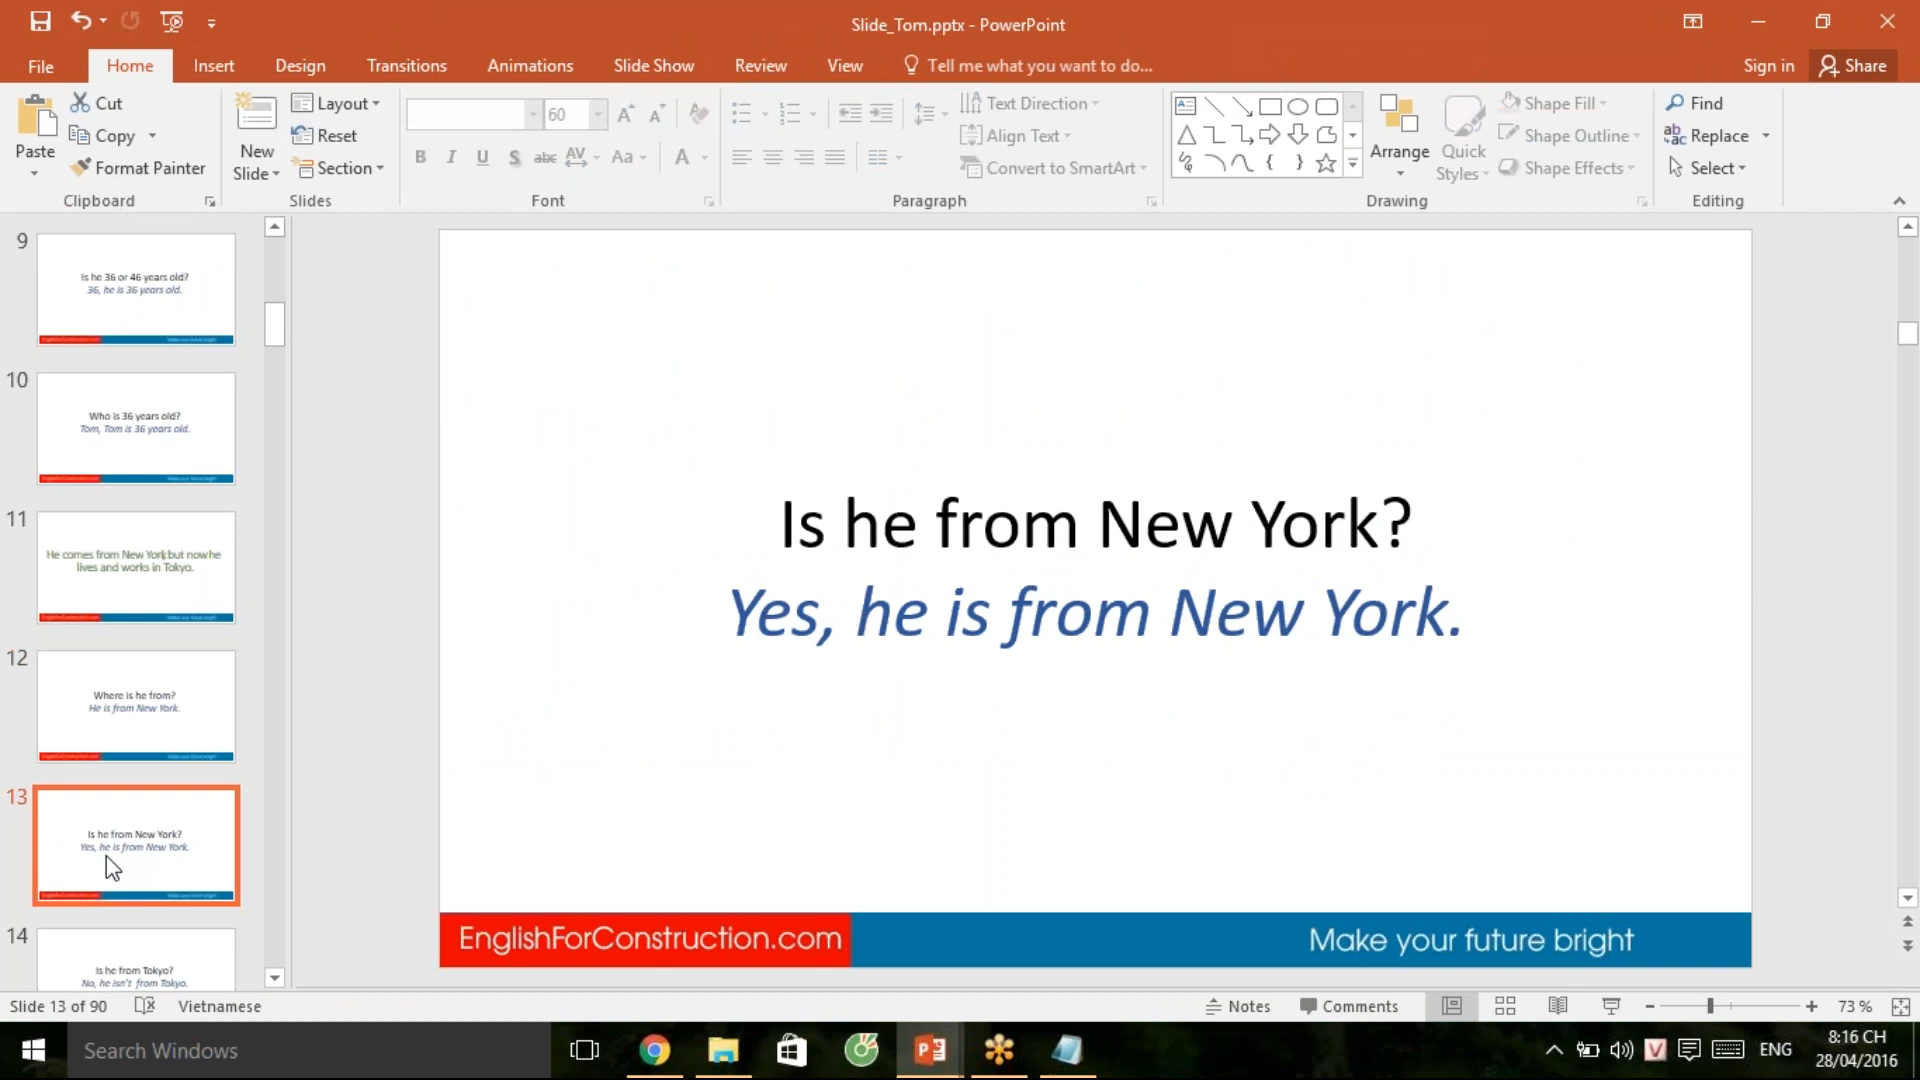 Slide_Tom.pptx - PowerPoint
File Home Insert Design Transitions Animations Slide Show Review View Tell me what you want to do... Sign in Share
Paste
Cut
Copy
Format Painter
Clipboard
New Slide
Layout
Reset
Section
Slides
60
Font
Text Direction
Align Text
Convert to SmartArt
Paragraph
Arrange
Quick Styles
Shape Fill
Shape Outline
Shape Effects
Drawing
Find
Replace
Select
Editing
9
Is he 36 or 46 years old?
36, he is 36 years old.
10
Who is 36 years old?
Tom, Tom is 36 years old.
11
He comes from New York but now he
lives and works in Tokyo.
12
Where is he from?
He is from New York.
13
Is he from New York?
Yes, he is from New York.
14
Is he from Tokyo?
No, he isn't from Tokyo.
Is he from New York?
Yes, he is from New York.
EnglishForConstruction.com
Make your future bright
Slide 13 of 90 Vietnamese Notes Comments 73 %
Search Windows
ENG
8:16 CH
28/04/2016